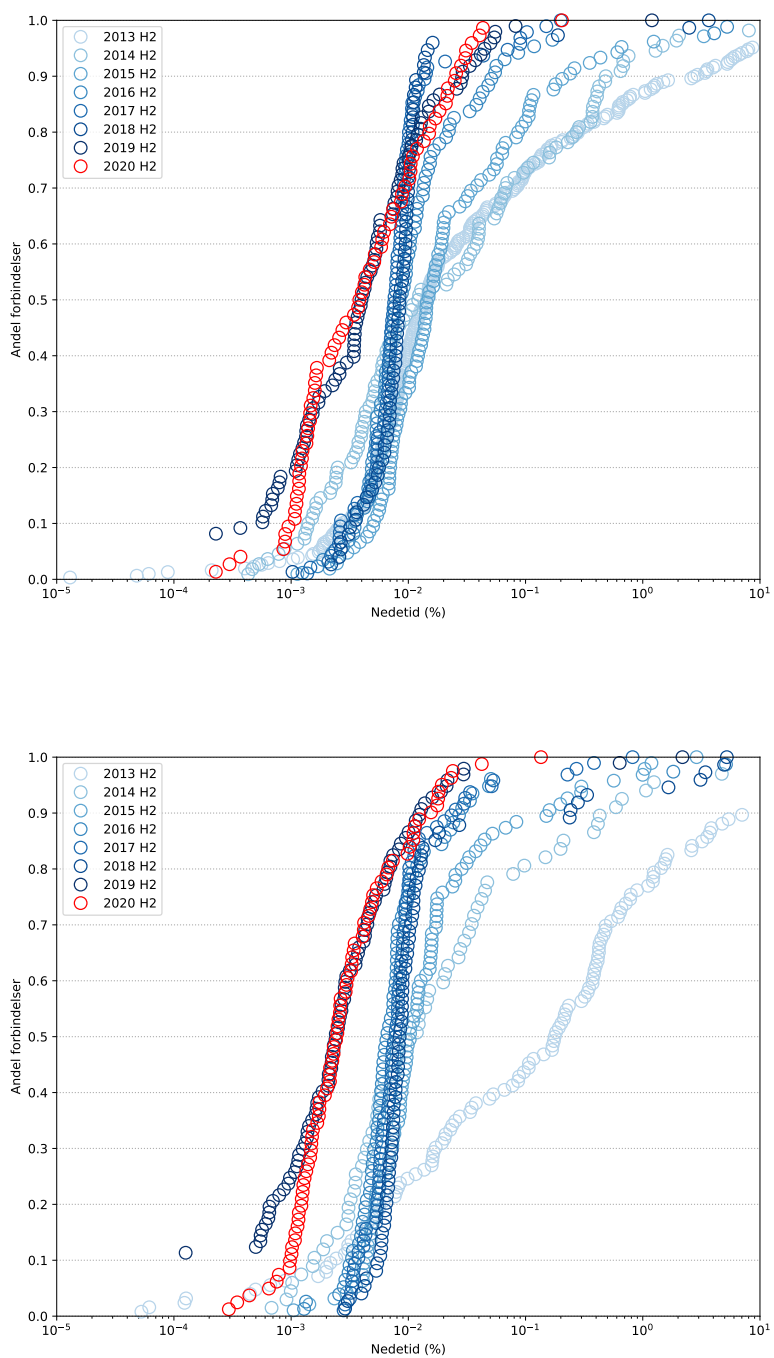 1.0
0.9
0.8
0.7
0.6
0.5
0.4
0.3
0.2
0.1
0.0
Andel forbindelser
2013 H2
2014 H2
2015 H2
2016 H2
2017 H2
2018 H2
2019 H2
2020 H2
10⁻⁵ 10⁻⁴ 10⁻³ 10⁻² 10⁻¹ 10⁰ 10¹
Nedetid (%)
1.0
0.9
0.8
0.7
0.6
0.5
0.4
0.3
0.2
0.1
0.0
Andel forbindelser
2013 H2
2014 H2
2015 H2
2016 H2
2017 H2
2018 H2
2019 H2
2020 H2
10⁻⁵ 10⁻⁴ 10⁻³ 10⁻² 10⁻¹ 10⁰ 10¹
Nedetid (%)